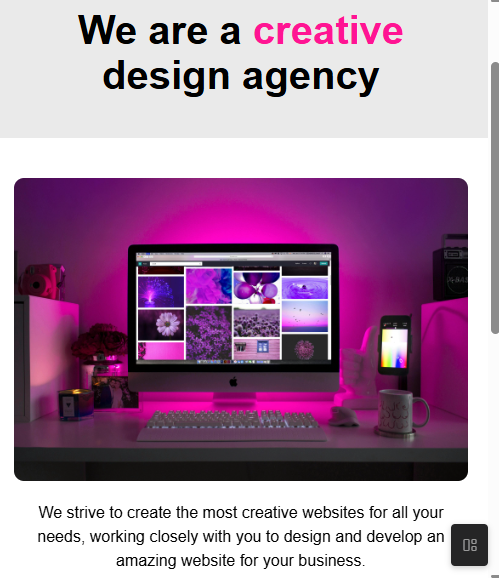 We are a creative
design agency
We strive to create the most creative websites for all your
needs, working closely with you to design and develop an
amazing website for your business.